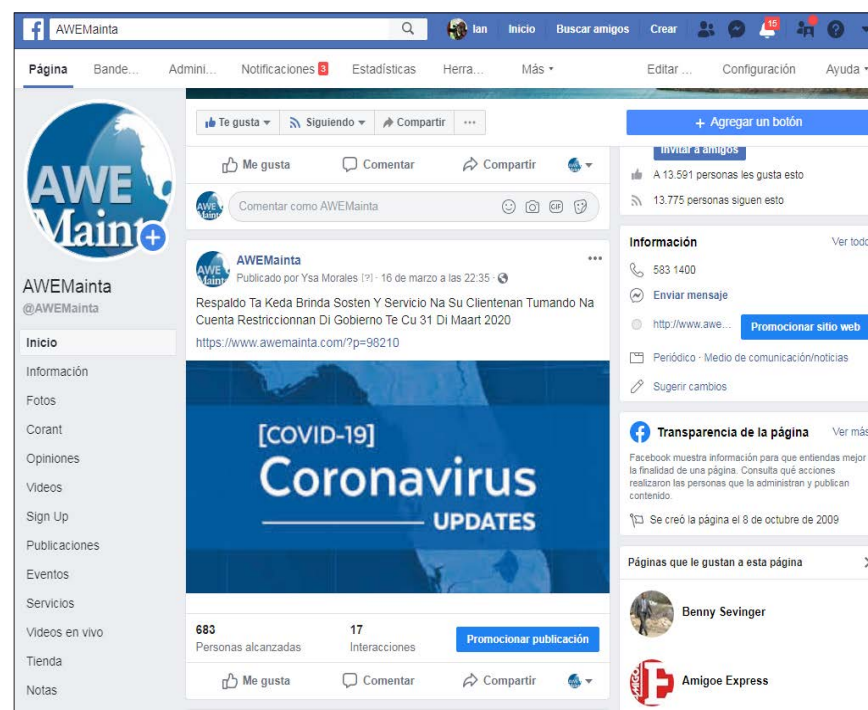 AWEMainta
Ian Inicio Buscar amigos Crear 15
Página Bande... Admini... Notificaciones 3 Estadísticas Herra... Más Editar ... Configuración Ayuda
AWE
Mainta
AWEMainta
@AWEMainta
Inicio
Información
Fotos
Corant
Opiniones
Videos
Sign Up
Publicaciones
Eventos
Servicios
Videos en vivo
Tienda
Notas
Te gusta Siguiendo Compartir ...
Me gusta Comentar Compartir
Comentar como AWEMainta GIF
AWEMainta
Publicado por Ysa Morales [?] · 16 de marzo a las 22:35 ·
Respaldo Ta Keda Brinda Sosten Y Servicio Na Su Clientenan Tumando Na
Cuenta Restriccionnan Di Gobierno Te Cu 31 Di Maart 2020
https://www.awemainta.com/?p=98210
[COVID-19]
Coronavirus
UPDATES
683 17
Personas alcanzadas Interacciones
Promocionar publicación
Me gusta Comentar Compartir
+ Agregar un botón
Invitar a amigos
A 13.591 personas les gusta esto
13.775 personas siguen esto
Información Ver todo
583 1400
Enviar mensaje
http://www.awe... Promocionar sitio web
Periódico · Medio de comunicación/noticias
Sugerir cambios
Transparencia de la página Ver más
Facebook muestra información para que entiendas mejor
la finalidad de una página. Consulta qué acciones
realizaron las personas que la administran y publican
contenido.
Se creó la página el 8 de octubre de 2009
Páginas que le gustan a esta página
Benny Sevinger
AMIGO
Amigoe Express